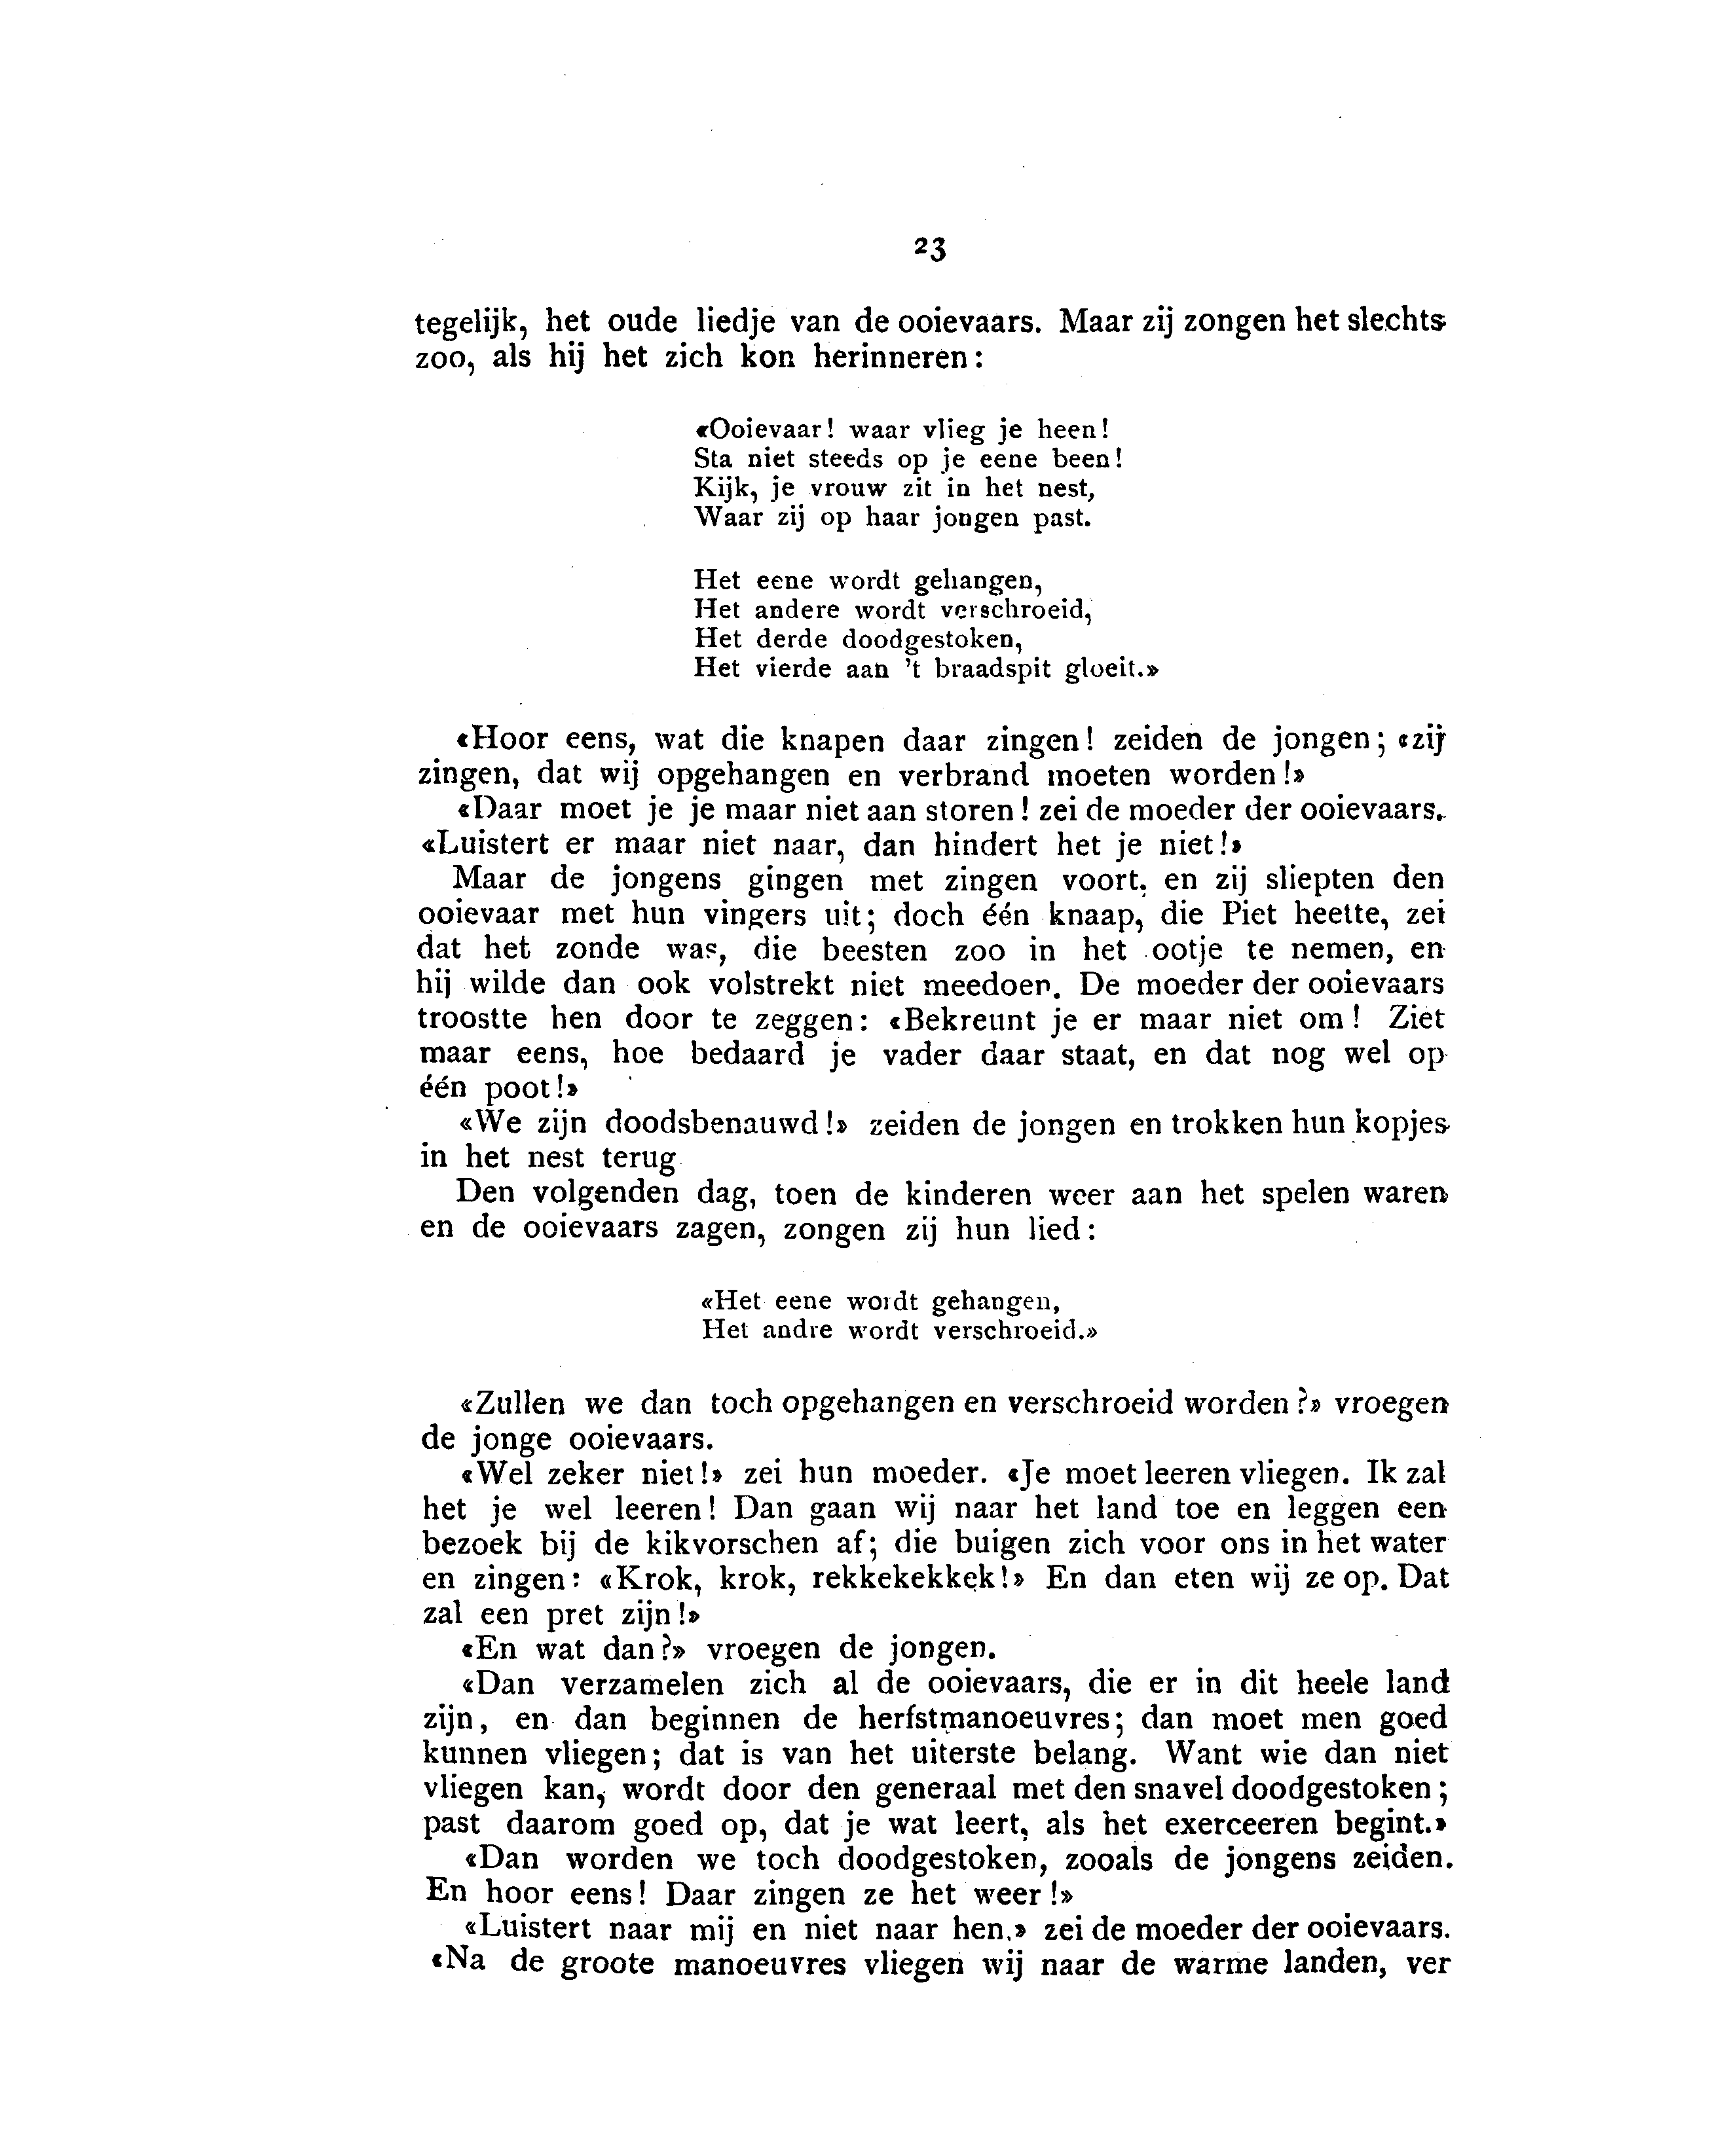 23
tegelijk, het oude liedje van de ooievaars. Maar zij zongen het slechts
zoo, als hij het zich kon herinneren:
«Ooievaar! waar vlieg je heen!
Sta niet steeds op je eene been!
Kijk, je vrouw zit in het nest,
Waar zij op haar jongen past.
Het eene wordt gehangen,
Het andere wordt verschroeid,
Het derde doodgestoken,
Het vierde aan 't braadspit gloeit.»
«Hoor eens, wat die knapen daar zingen! zeiden de jongen; «zij
zingen, dat wij opgehangen en verbrand moeten worden!»
«Daar moet je je maar niet aan storen! zei de moeder der ooievaars.
«Luistert er maar niet naar, dan hindert het je niet!»
Maar de jongens gingen met zingen voort, en zij sliepten den
ooievaar met hun vingers uit; doch één knaap, die Piet heette, zei
dat het zonde was, die beesten zoo in het ootje te nemen, en
hij wilde dan ook volstrekt niet meedoen. De moeder der ooievaars
troostte hen door te zeggen: «Bekreunt je er maar niet om! Ziet
maar eens, hoe bedaard je vader daar staat, en dat nog wel op
één poot!»
«We zijn doodsbenauwd!» zeiden de jongen en trokken hun kopjes
in het nest terug
Den volgenden dag, toen de kinderen weer aan het spelen waren
en de ooievaars zagen, zongen zij hun lied:
«Het eene wordt gehangen,
Het andre wordt verschroeid.»
«Zullen we dan toch opgehangen en verschroeid worden?» vroegen
de jonge ooievaars.
«Wel zeker niet!» zei hun moeder. «Je moet leeren vliegen. Ik zal
het je wel leeren! Dan gaan wij naar het land toe en leggen een
bezoek bij de kikvorschen af; die buigen zich voor ons in het water
en zingen: «Krok, krok, rekkekekkek!» En dan eten wij ze op. Dat
zal een pret zijn!»
«En wat dan?» vroegen de jongen.
«Dan verzamelen zich al de ooievaars, die er in dit heele land
zijn, en dan beginnen de herfstmanoeuvres; dan moet men goed
kunnen vliegen; dat is van het uiterste belang. Want wie dan niet
vliegen kan, wordt door den generaal met den snavel doodgestoken;
past daarom goed op, dat je wat leert, als het exerceeren begint.»
«Dan worden we toch doodgestoken, zooals de jongens zeiden.
En hoor eens! Daar zingen ze het weer!»
«Luistert naar mij en niet naar hen,» zei de moeder der ooievaars.
«Na de groote manoeuvres vliegen wij naar de warme landen, ver